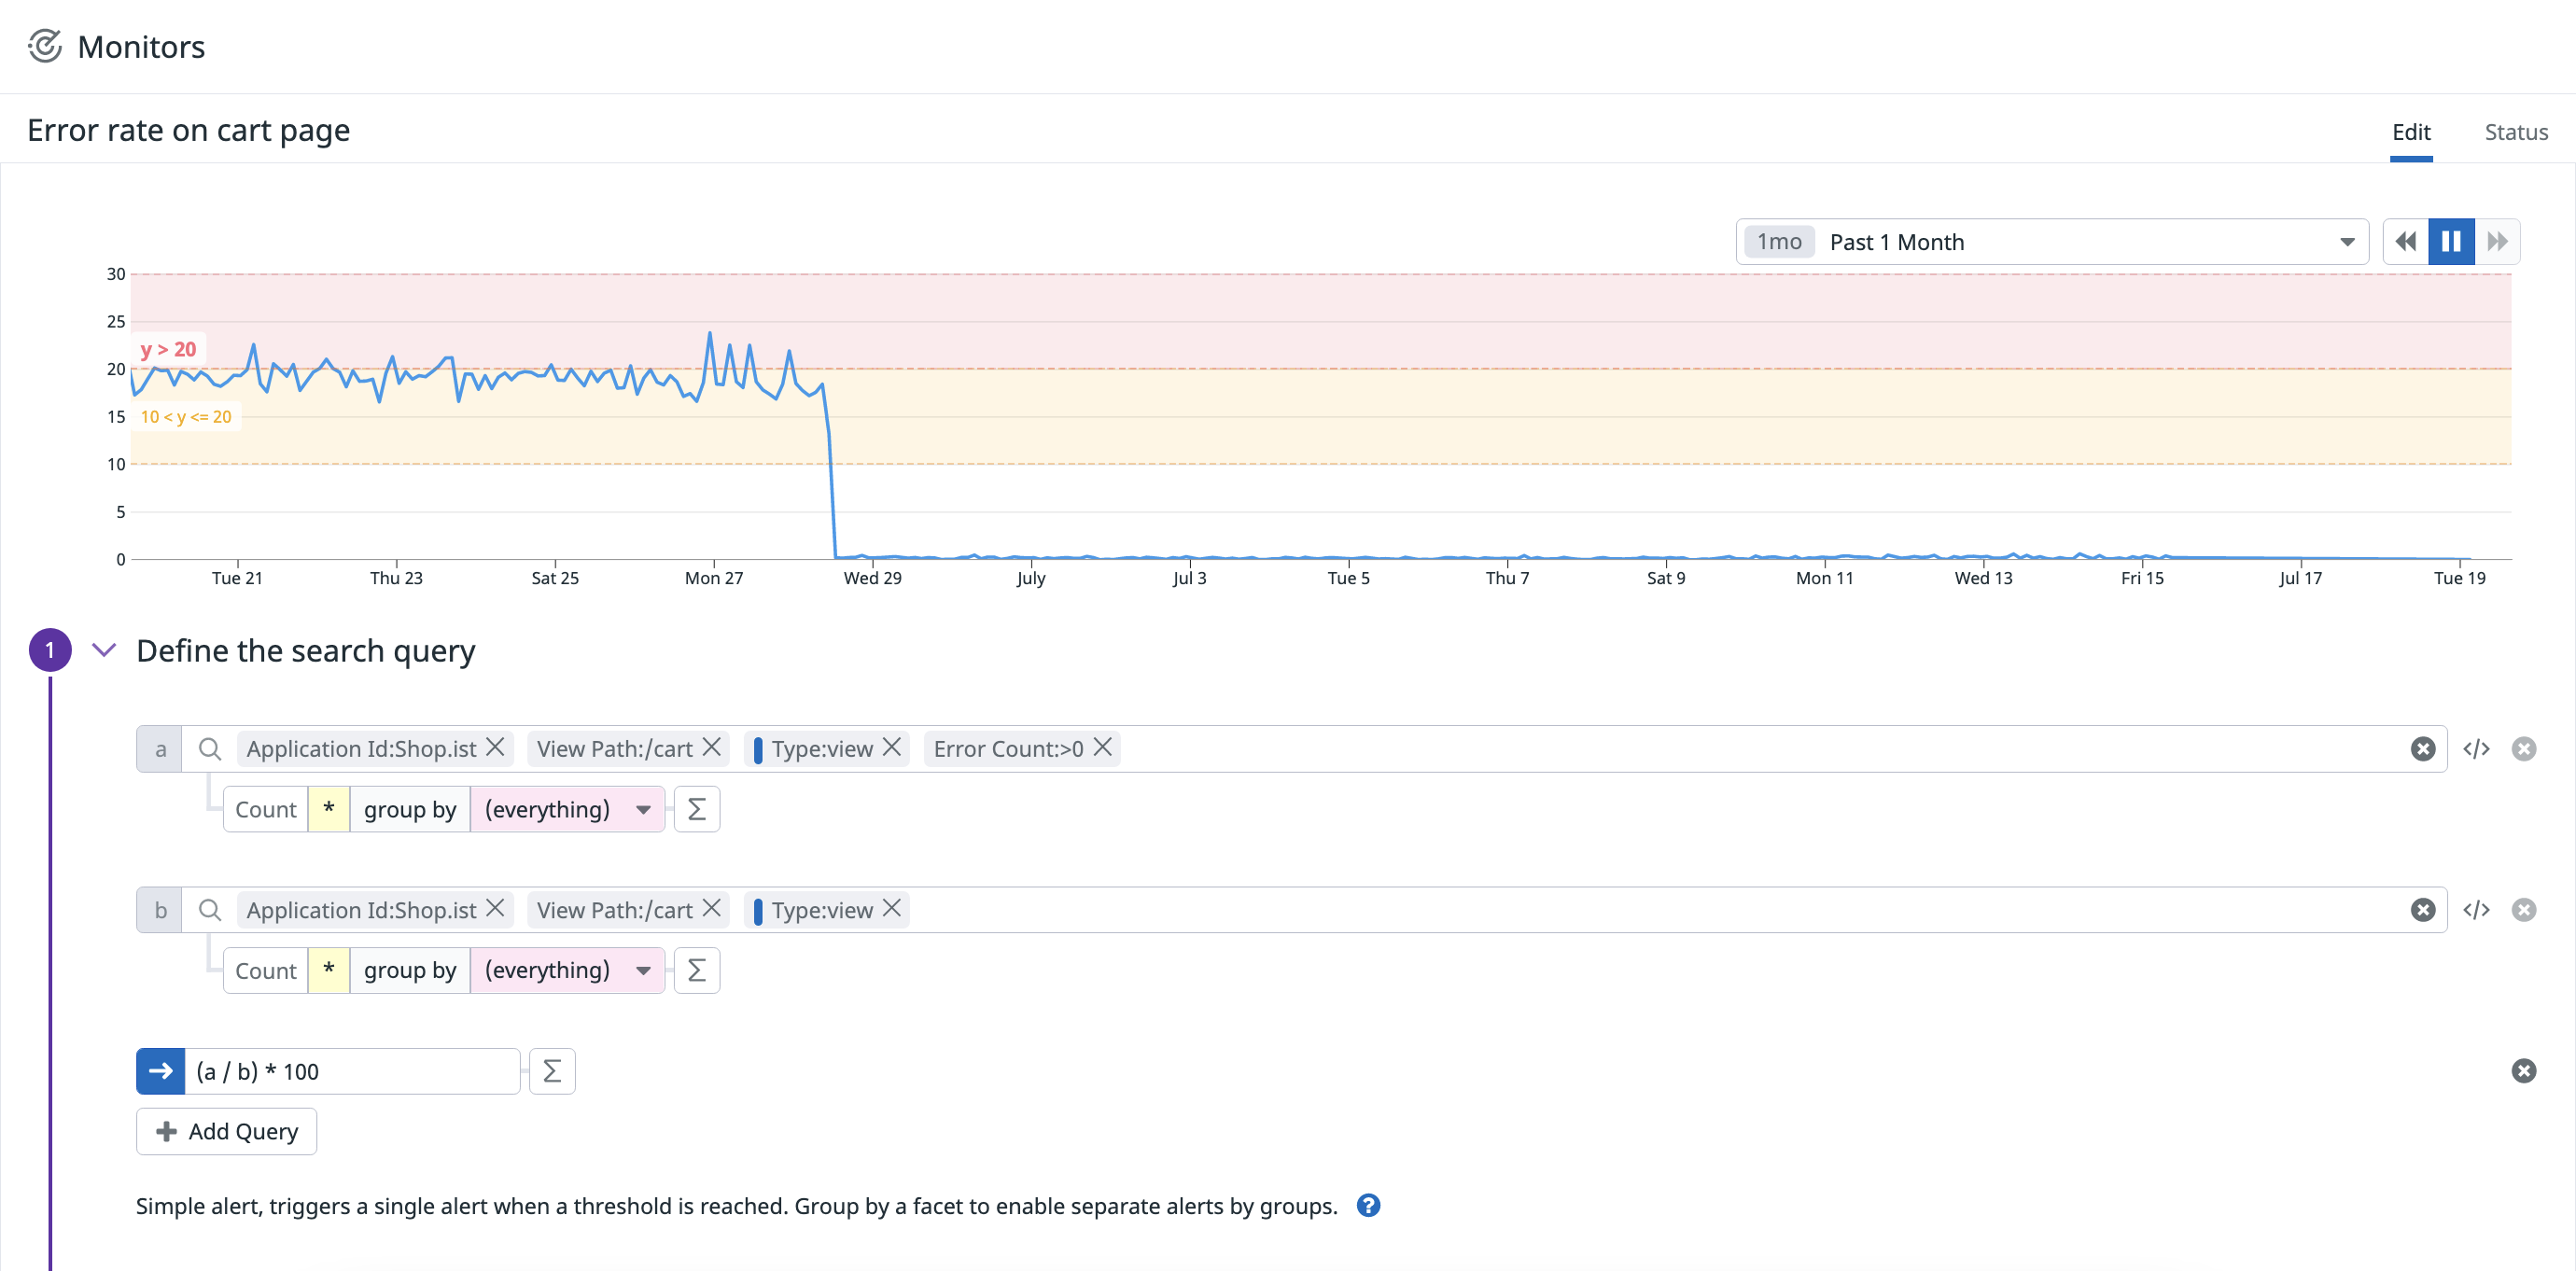 Monitors
Error rate on cart page
Edit Status
1mo Past 1 Month
30
25
y > 20
20
15
10 < y <= 20
10
5
0
Tue 21 Thu 23 Sat 25 Mon 27 Wed 29 July Jul 3 Tue 5 Thu 7 Sat 9 Mon 11 Wed 13 Fri 15 Jul 17 Tue 19
1 Define the search query
a Application Id:Shop.ist View Path:/cart Type:view Error Count:>0 </>
Count * group by (everything) Σ
b Application Id:Shop.ist View Path:/cart Type:view </>
Count * group by (everything) Σ
(a / b) * 100 Σ
Add Query
Simple alert, triggers a single alert when a threshold is reached. Group by a facet to enable separate alerts by groups. ?